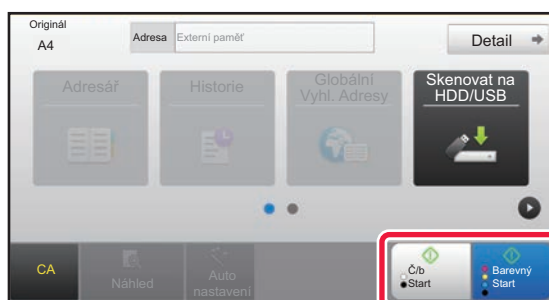 Originál
A4
Adresa
Externí paměť
Detail
Adresář
Historie
Globální
Vyhl. Adresy
Skenovat na
HDD/USB
CA
Náhled
Auto
nastavení
Č/b
Start
Barevný
Start